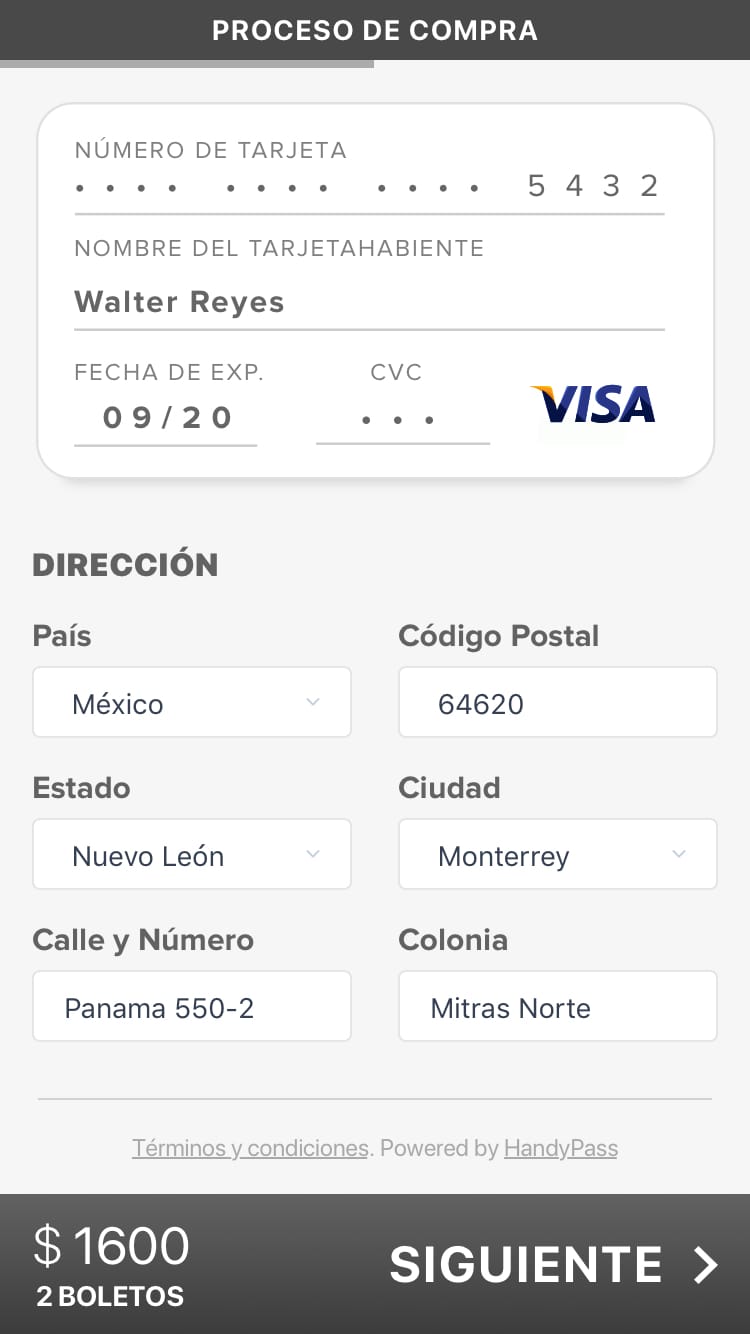 PROCESO DE COMPRA
NÚMERO DE TARJETA
• • • • • • • • • • • • 5 4 3 2
NOMBRE DEL TARJETAHABIENTE
Walter Reyes
FECHA DE EXP. CVC
09/20 • • • VISA
DIRECCIÓN
País Código Postal
México 64620
Estado Ciudad
Nuevo León Monterrey
Calle y Número Colonia
Panama 550-2 Mitras Norte
Términos y condiciones. Powered by HandyPass
$ 1600
SIGUIENTE >
2 BOLETOS